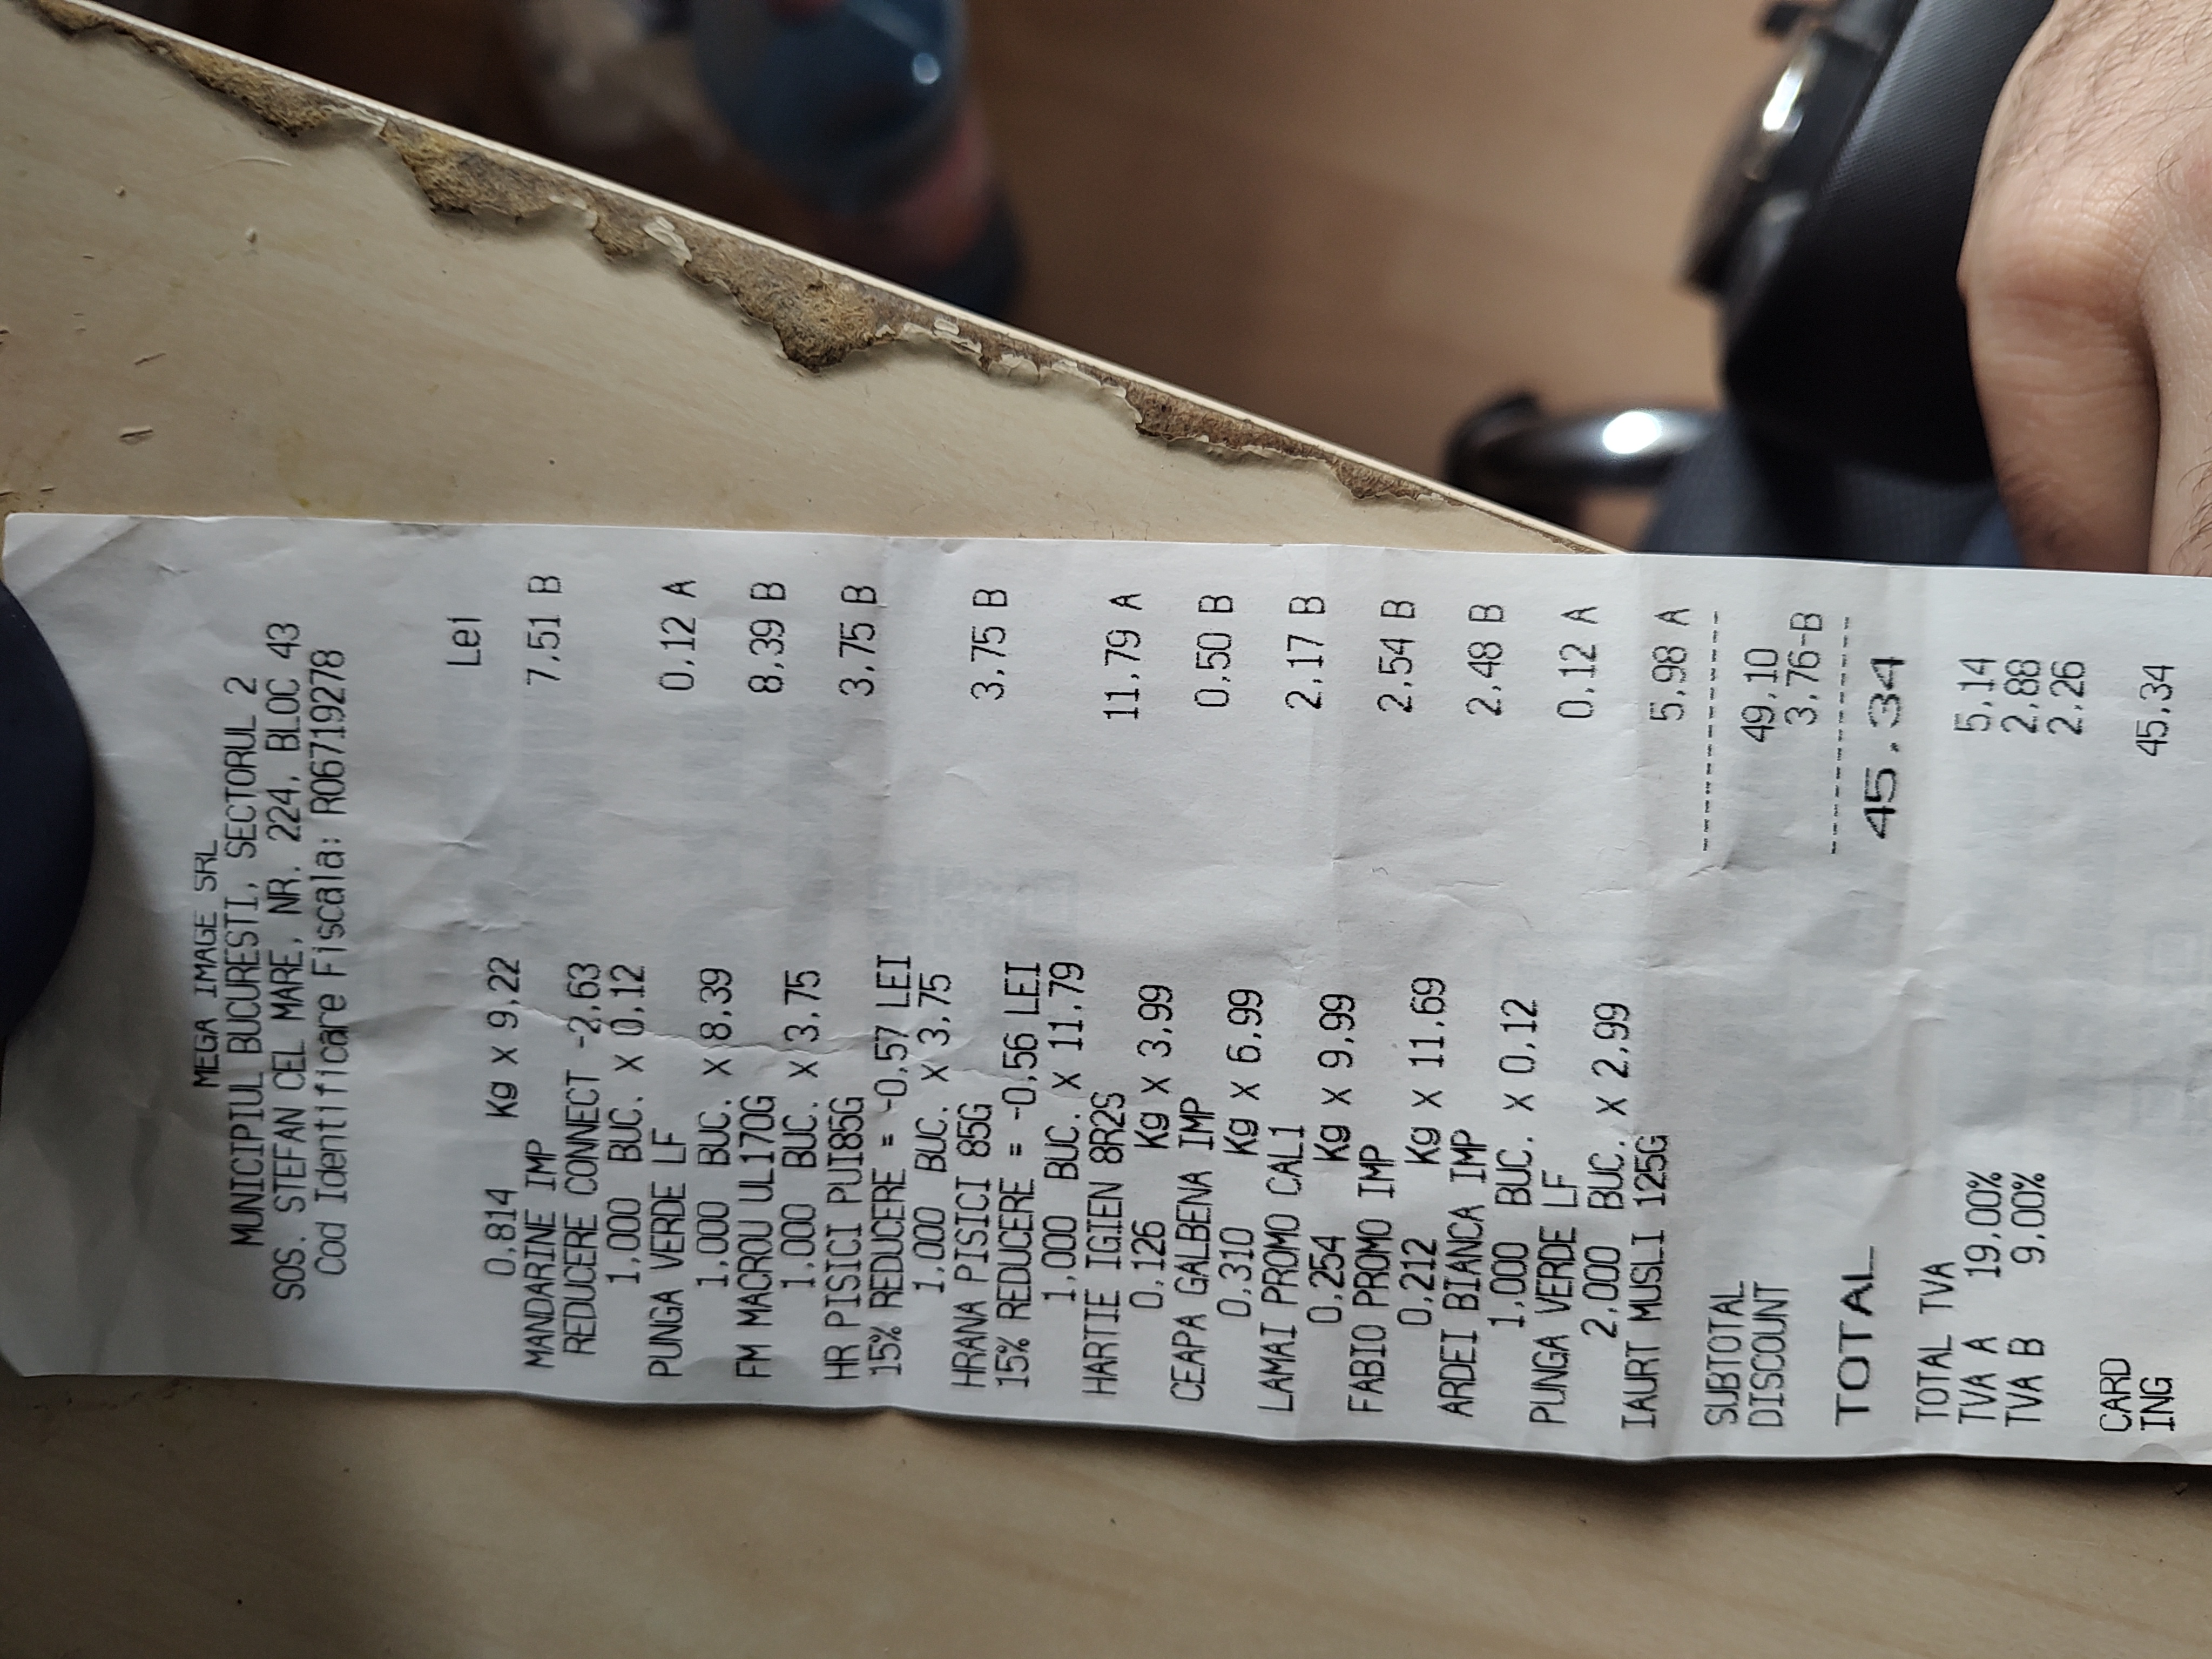 MEGA IMAGE SRL
MUNICIPIUL BUCURESTI, SECTORUL 2
SOS. STEFAN CEL MARE, NR. 224, BLOC 43
Cod Identificare Fiscala: RO6719278
Lei
0,814 Kg X 9,22
MANDARINE IMP 7,51 B
REDUCERE CONNECT -2,63
1,000 BUC. X 0,12
PUNGA VERDE LF 0,12 A
1,000 BUC. X 8,39
FM MACROU UL170G 8,39 B
1,000 BUC. X 3,75
HR PISICI PUI85G 3,75 B
15% REDUCERE = -0,57 LEI
1,000 BUC. X 3,75
HRANA PISICI 85G 3,75 B
15% REDUCERE = -0,56 LEI
1,000 BUC. X 11,79
HARTIE IGIEN 8R2S 11,79 A
0,126 Kg X 3,99
CEAPA GALBENA IMP 0,50 B
0,310 Kg X 6,99
LAMAI PROMO CAL1 2,17 B
0,254 Kg X 9,99
FABIO PROMO IMP 2,54 B
0,212 Kg X 11,69
ARDEI BIANCA IMP 2,48 B
1,000 BUC. X 0,12
PUNGA VERDE LF 0,12 A
2,000 BUC. X 2,99
IAURT MUSLI 125G 5,98 A
SUBTOTAL 49,10
DISCOUNT 3,76-B
TOTAL 45.34
TOTAL TVA 5,14
TVA A 19,00% 2,88
TVA B 9,00% 2,26
CARD
ING 45,34